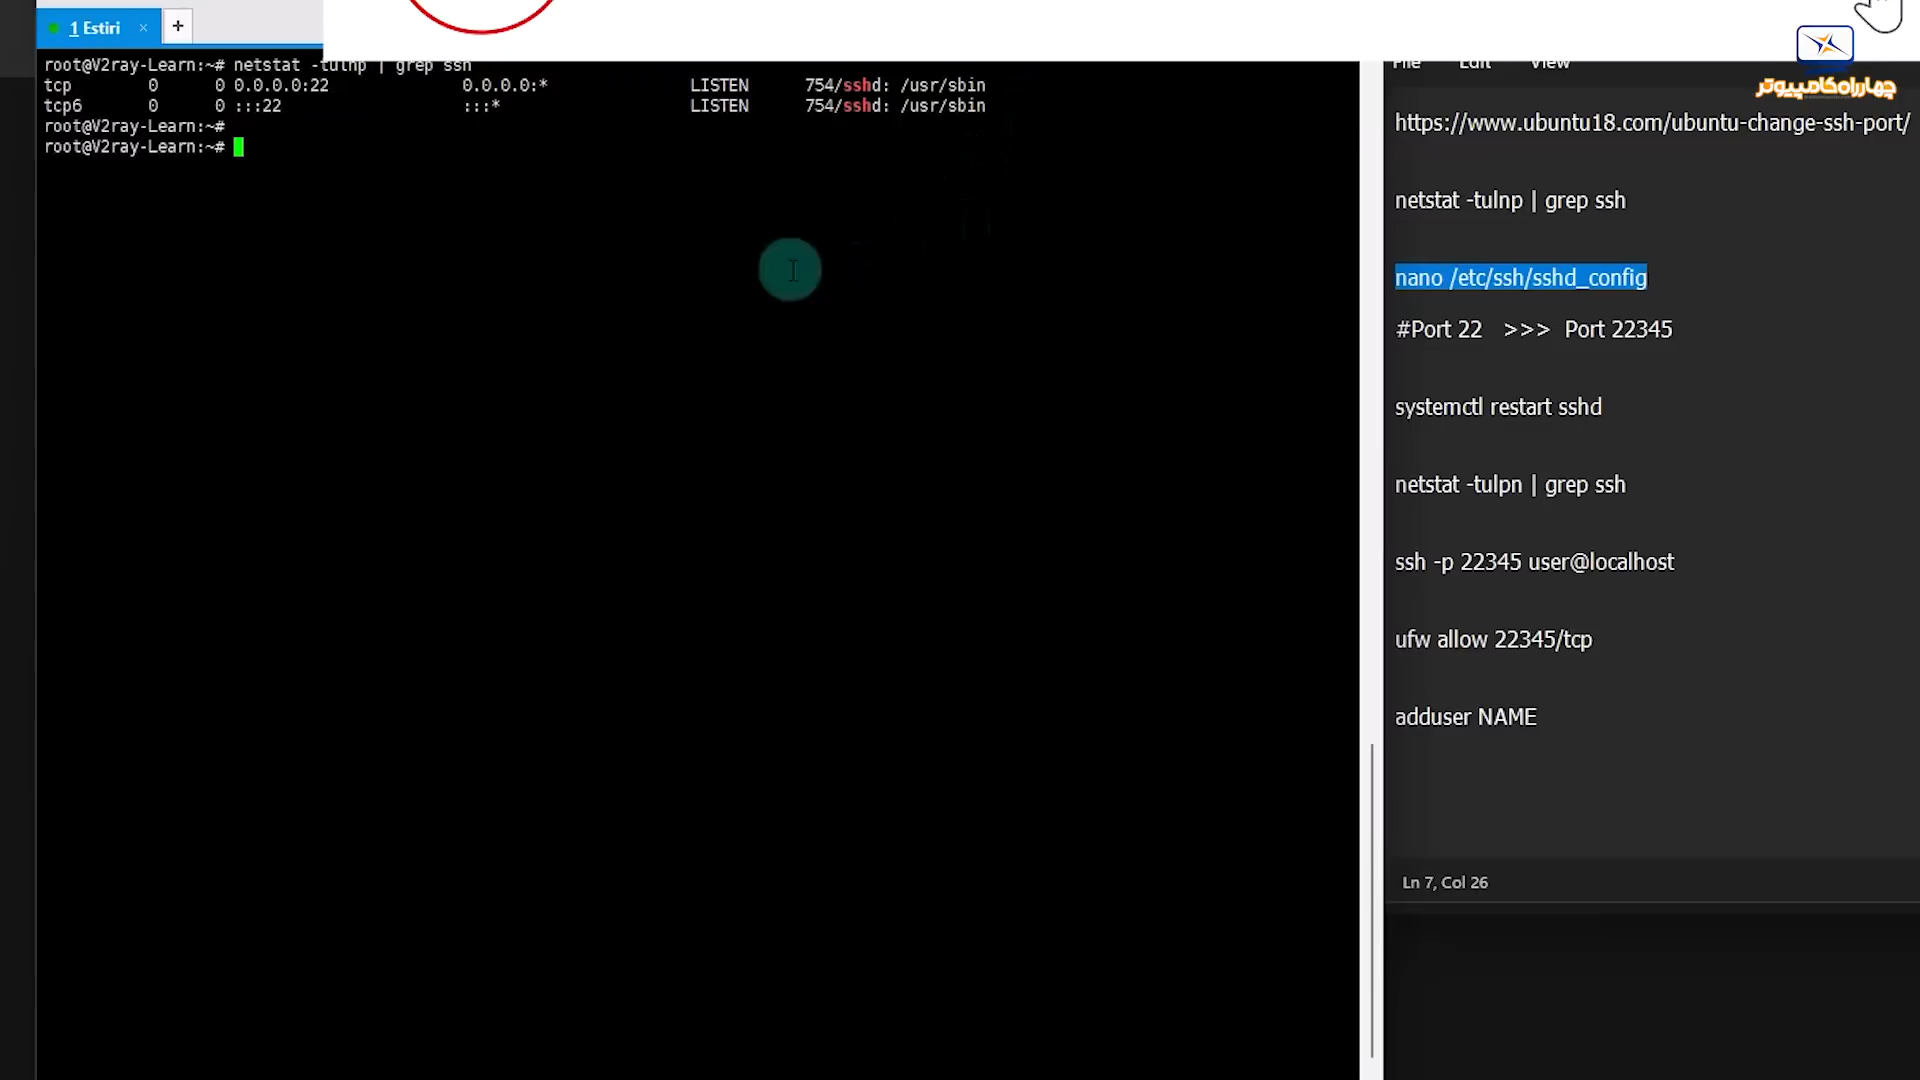 1 Estiri × +
root@V2ray-Learn:~# netstat -tulnp | grep ssh
tcp 0 0 0.0.0.0:22 0.0.0.0:* LISTEN 754/sshd: /usr/sbin
tcp6 0 0 :::22 :::* LISTEN 754/sshd: /usr/sbin
root@V2ray-Learn:~#
root@V2ray-Learn:~#
چهارراه کامپیوتر
File Edit View
https://www.ubuntu18.com/ubuntu-change-ssh-port/
netstat -tulnp | grep ssh
nano /etc/ssh/sshd_config
#Port 22 >>> Port 22345
systemctl restart sshd
netstat -tulpn | grep ssh
ssh -p 22345 user@localhost
ufw allow 22345/tcp
adduser NAME
Ln 7, Col 26